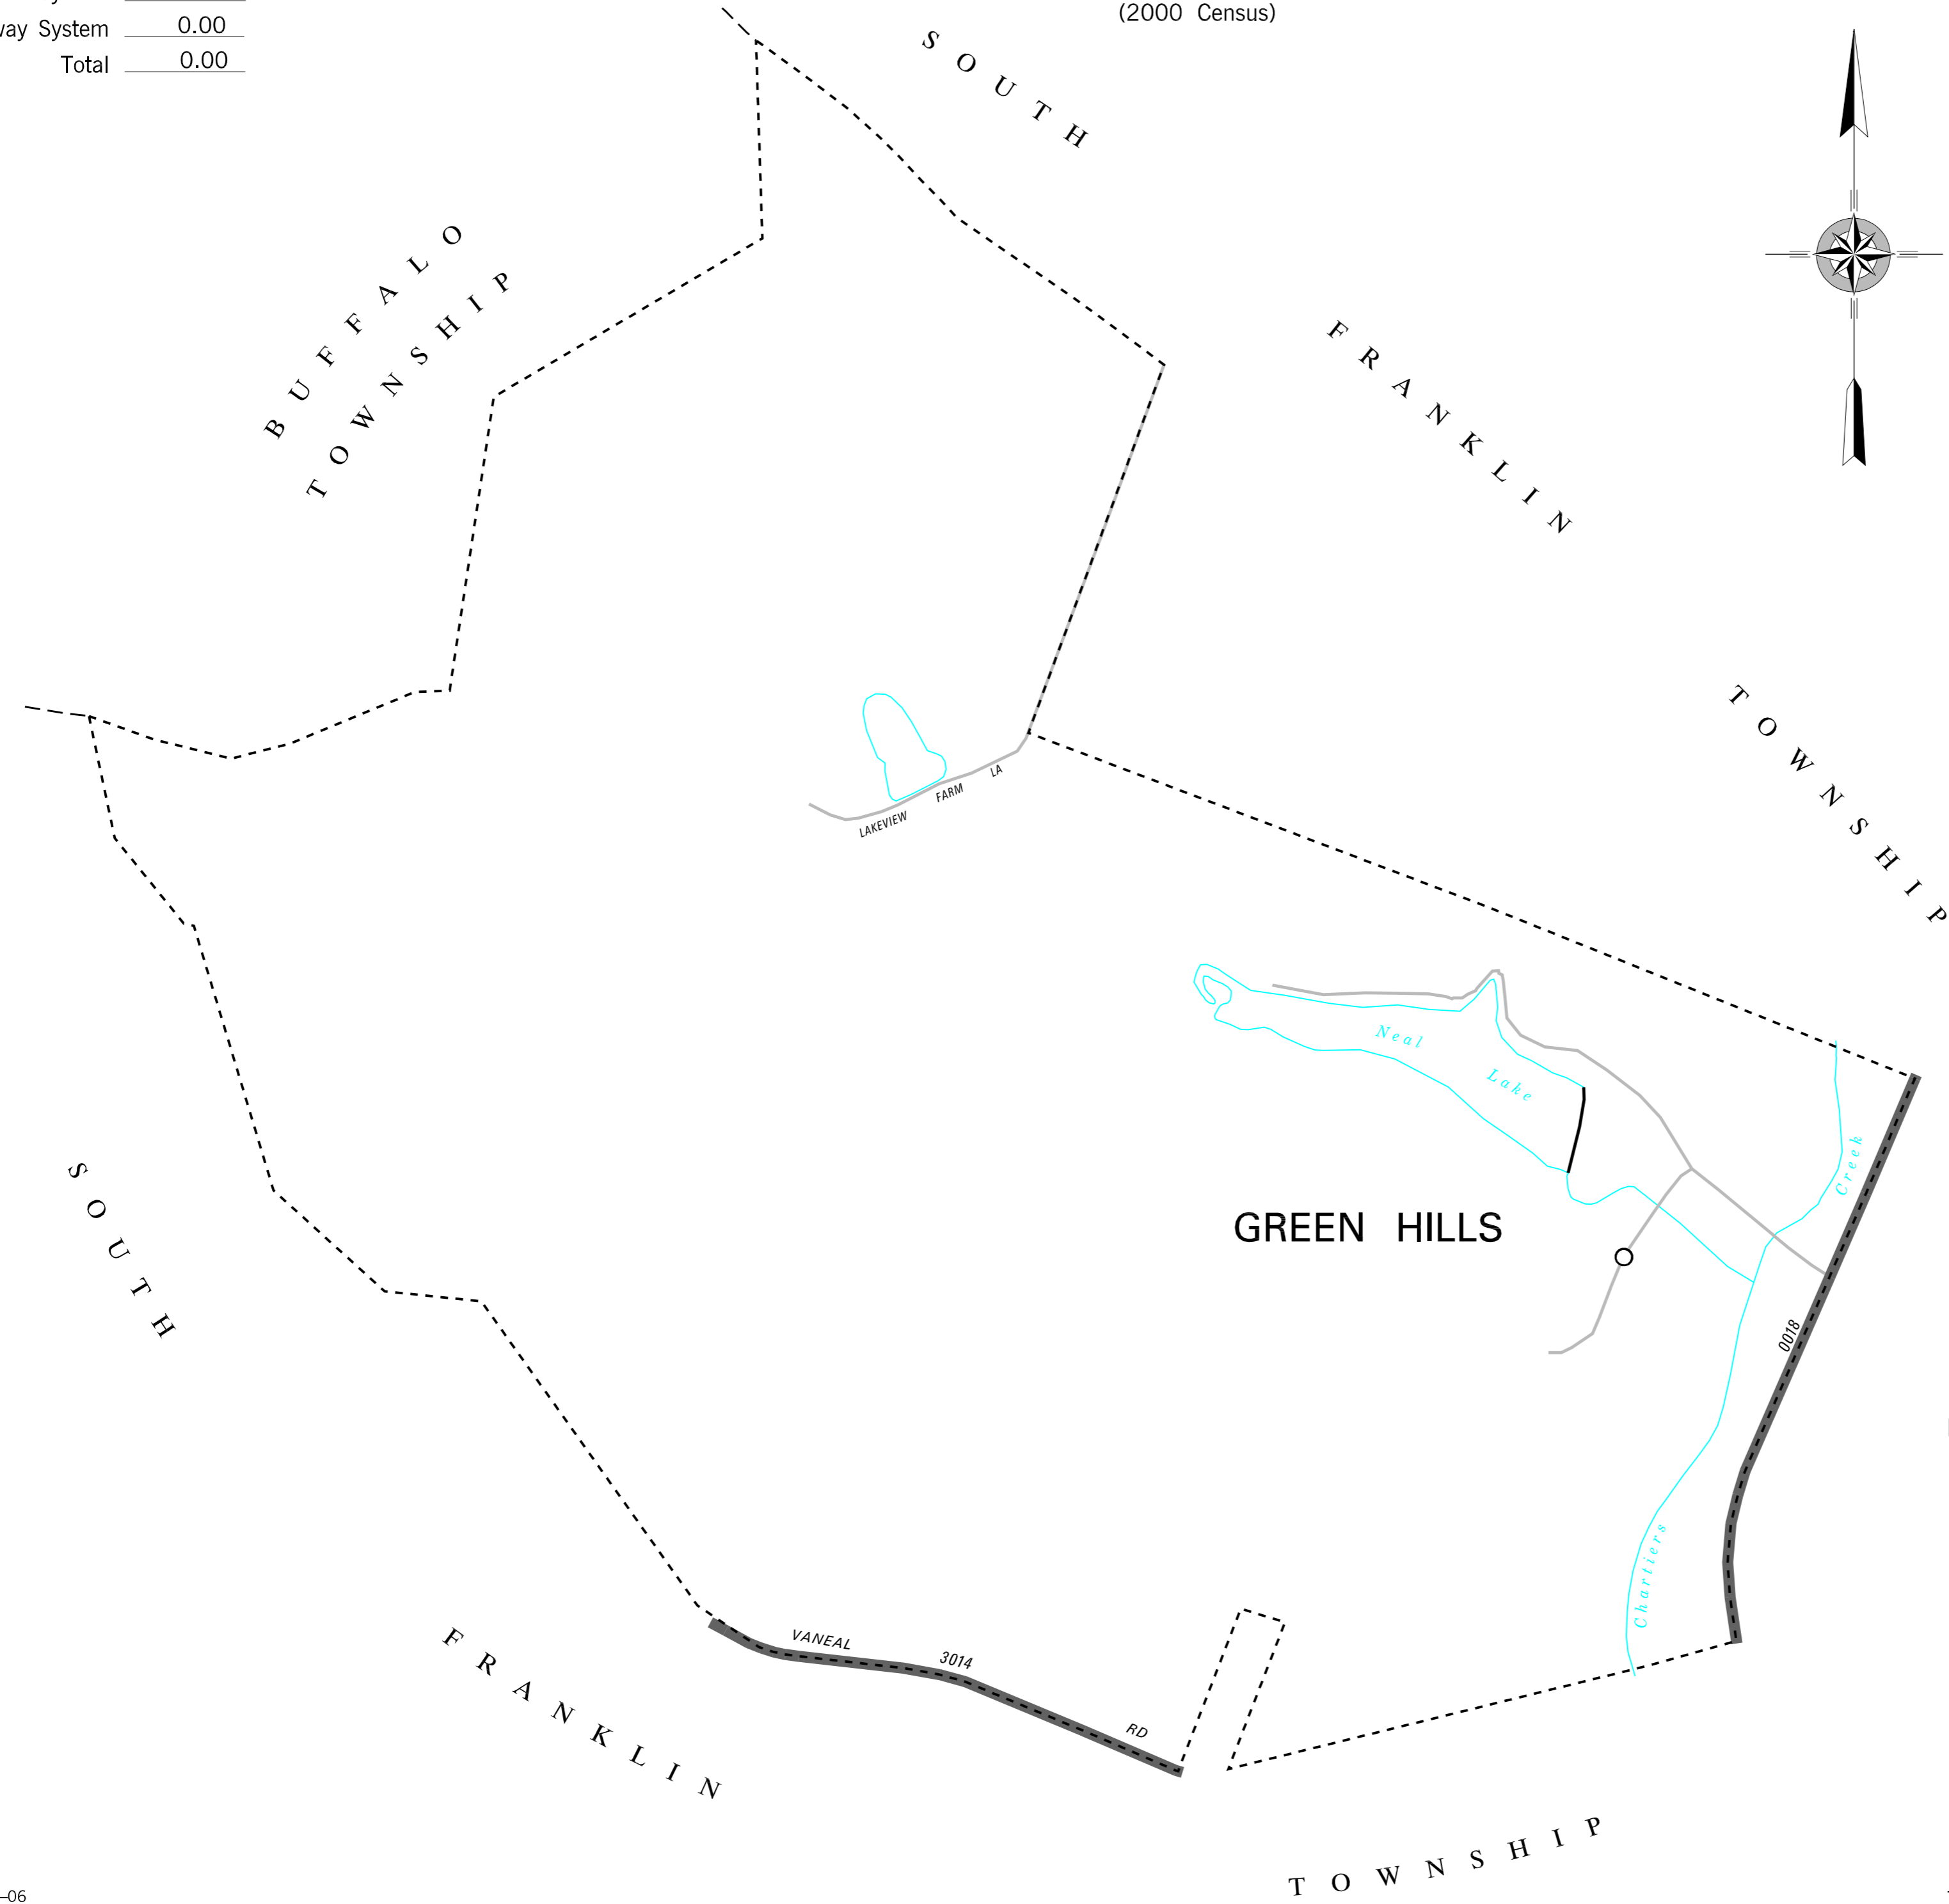 way System 0.00
Total 0.00
(2000 Census)
SOUTH
FRANKLIN
TOWNSHIP
BUFFALO
TOWNSHIP
LAKEVIEW FARM LA
Neal
Lake
Creek
GREEN HILLS
0018
Chartiers
SOUTH
FRANKLIN
TOWNSHIP
VANEAL 3014 RD
–06